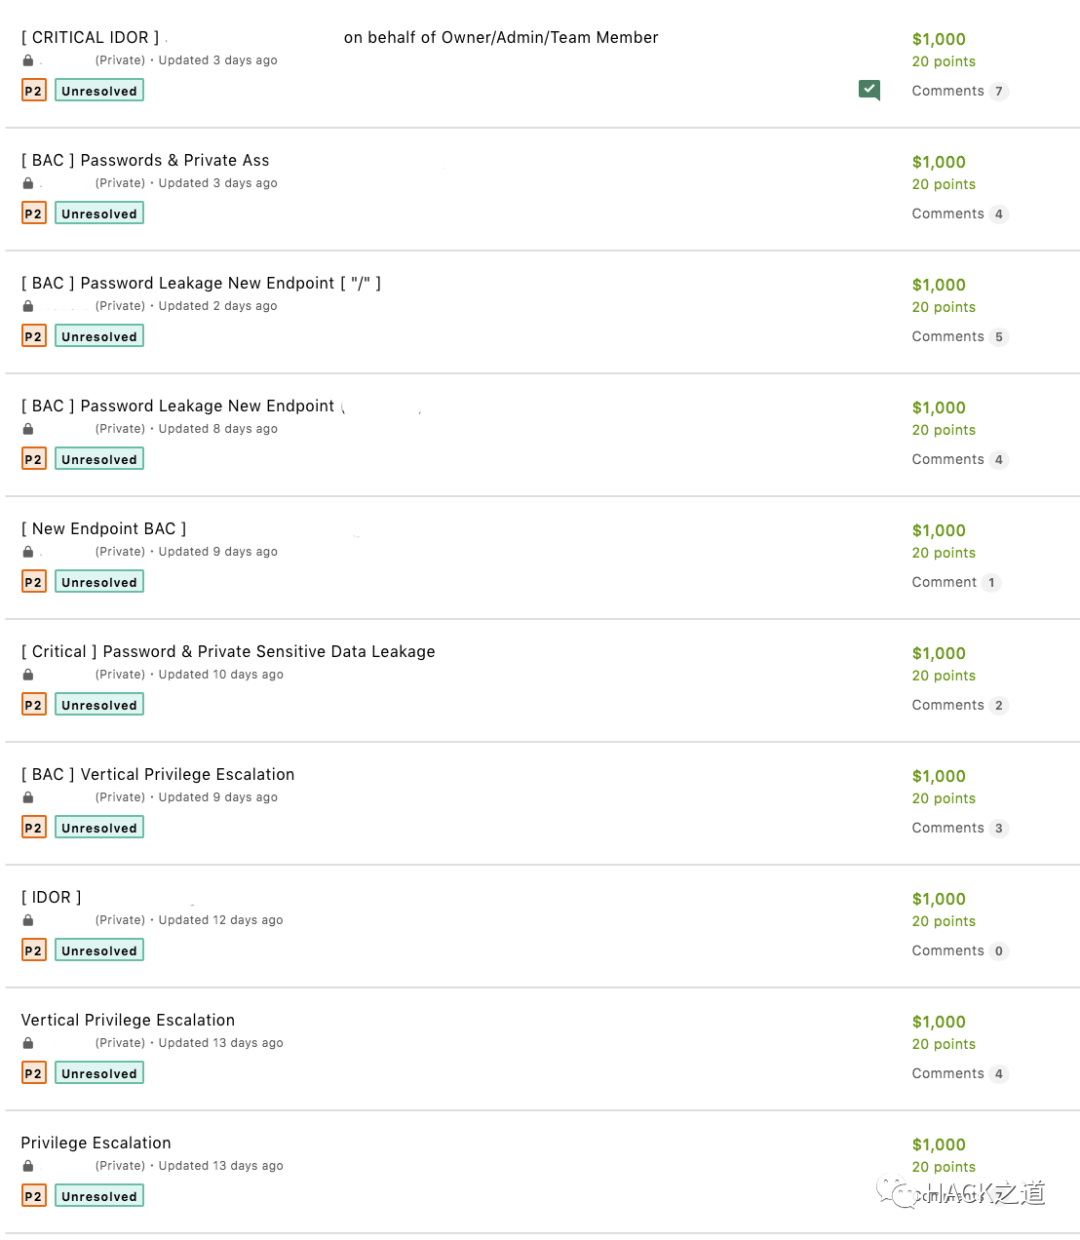 [ CRITICAL IDOR ] on behalf of Owner/Admin/Team Member
$1,000
(Private) • Updated 3 days ago
20 points
P2 Unresolved
Comments 7
[ BAC ] Passwords & Private Ass
$1,000
(Private) • Updated 3 days ago
20 points
P2 Unresolved
Comments 4
[ BAC ] Password Leakage New Endpoint [ "/" ]
$1,000
(Private) • Updated 2 days ago
20 points
P2 Unresolved
Comments 5
[ BAC ] Password Leakage New Endpoint
$1,000
(Private) • Updated 8 days ago
20 points
P2 Unresolved
Comments 4
[ New Endpoint BAC ]
$1,000
(Private) • Updated 9 days ago
20 points
P2 Unresolved
Comment 1
[ Critical ] Password & Private Sensitive Data Leakage
$1,000
(Private) • Updated 10 days ago
20 points
P2 Unresolved
Comments 2
[ BAC ] Vertical Privilege Escalation
$1,000
(Private) • Updated 9 days ago
20 points
P2 Unresolved
Comments 3
[ IDOR ]
$1,000
(Private) • Updated 12 days ago
20 points
P2 Unresolved
Comments 0
Vertical Privilege Escalation
$1,000
(Private) • Updated 13 days ago
20 points
P2 Unresolved
Comments 4
Privilege Escalation
$1,000
(Private) • Updated 13 days ago
20 points
P2 Unresolved
Comments
HACK之道